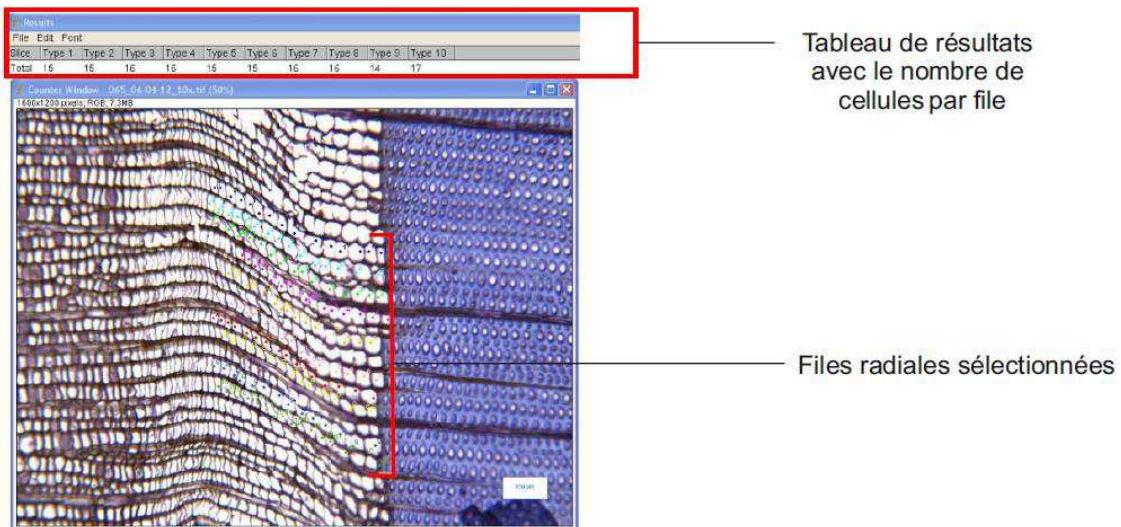 Results
File Edit Font
Slice Type 1 Type 2 Type 3 Type 4 Type 5 Type 6 Type 7 Type 8 Type 9 Type 10
Total 16 15 16 16 15 15 16 16 14 17
Counter Window - 065_06-04-12_10x.tif (50%)
1600x1200 pixels; RGB; 7.3MB
Tableau de résultats
avec le nombre de
cellules par file
Files radiales sélectionnées